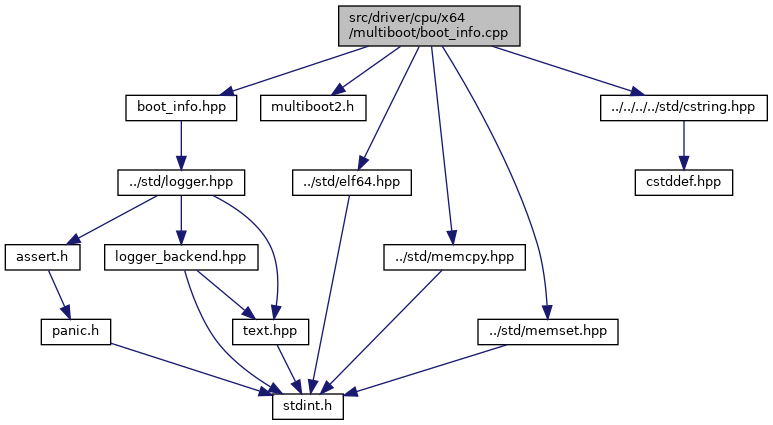 src/driver/cpu/x64
/multiboot/boot_info.cpp
boot_info.hpp
multiboot2.h
../../../../std/cstring.hpp
../std/logger.hpp
../std/elf64.hpp
cstddef.hpp
assert.h
logger_backend.hpp
../std/memcpy.hpp
panic.h
text.hpp
../std/memset.hpp
stdint.h